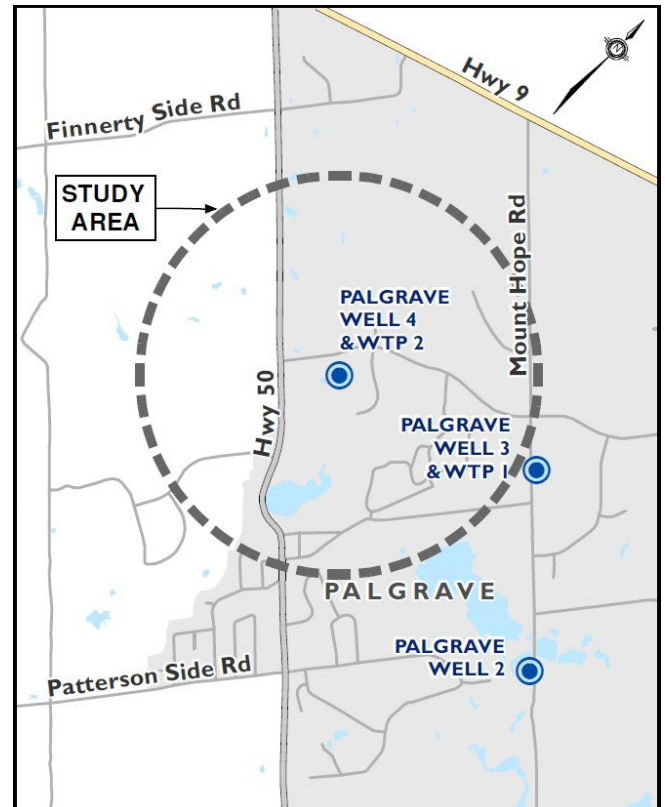 N
Hwy 9
Finnerty Side Rd
STUDY
AREA
Mount Hope Rd
PALGRAVE
WELL 4
& WTP 2
Hwy 50
PALGRAVE
WELL 3
& WTP 1
PALGRAVE
PALGRAVE
WELL 2
Patterson Side Rd